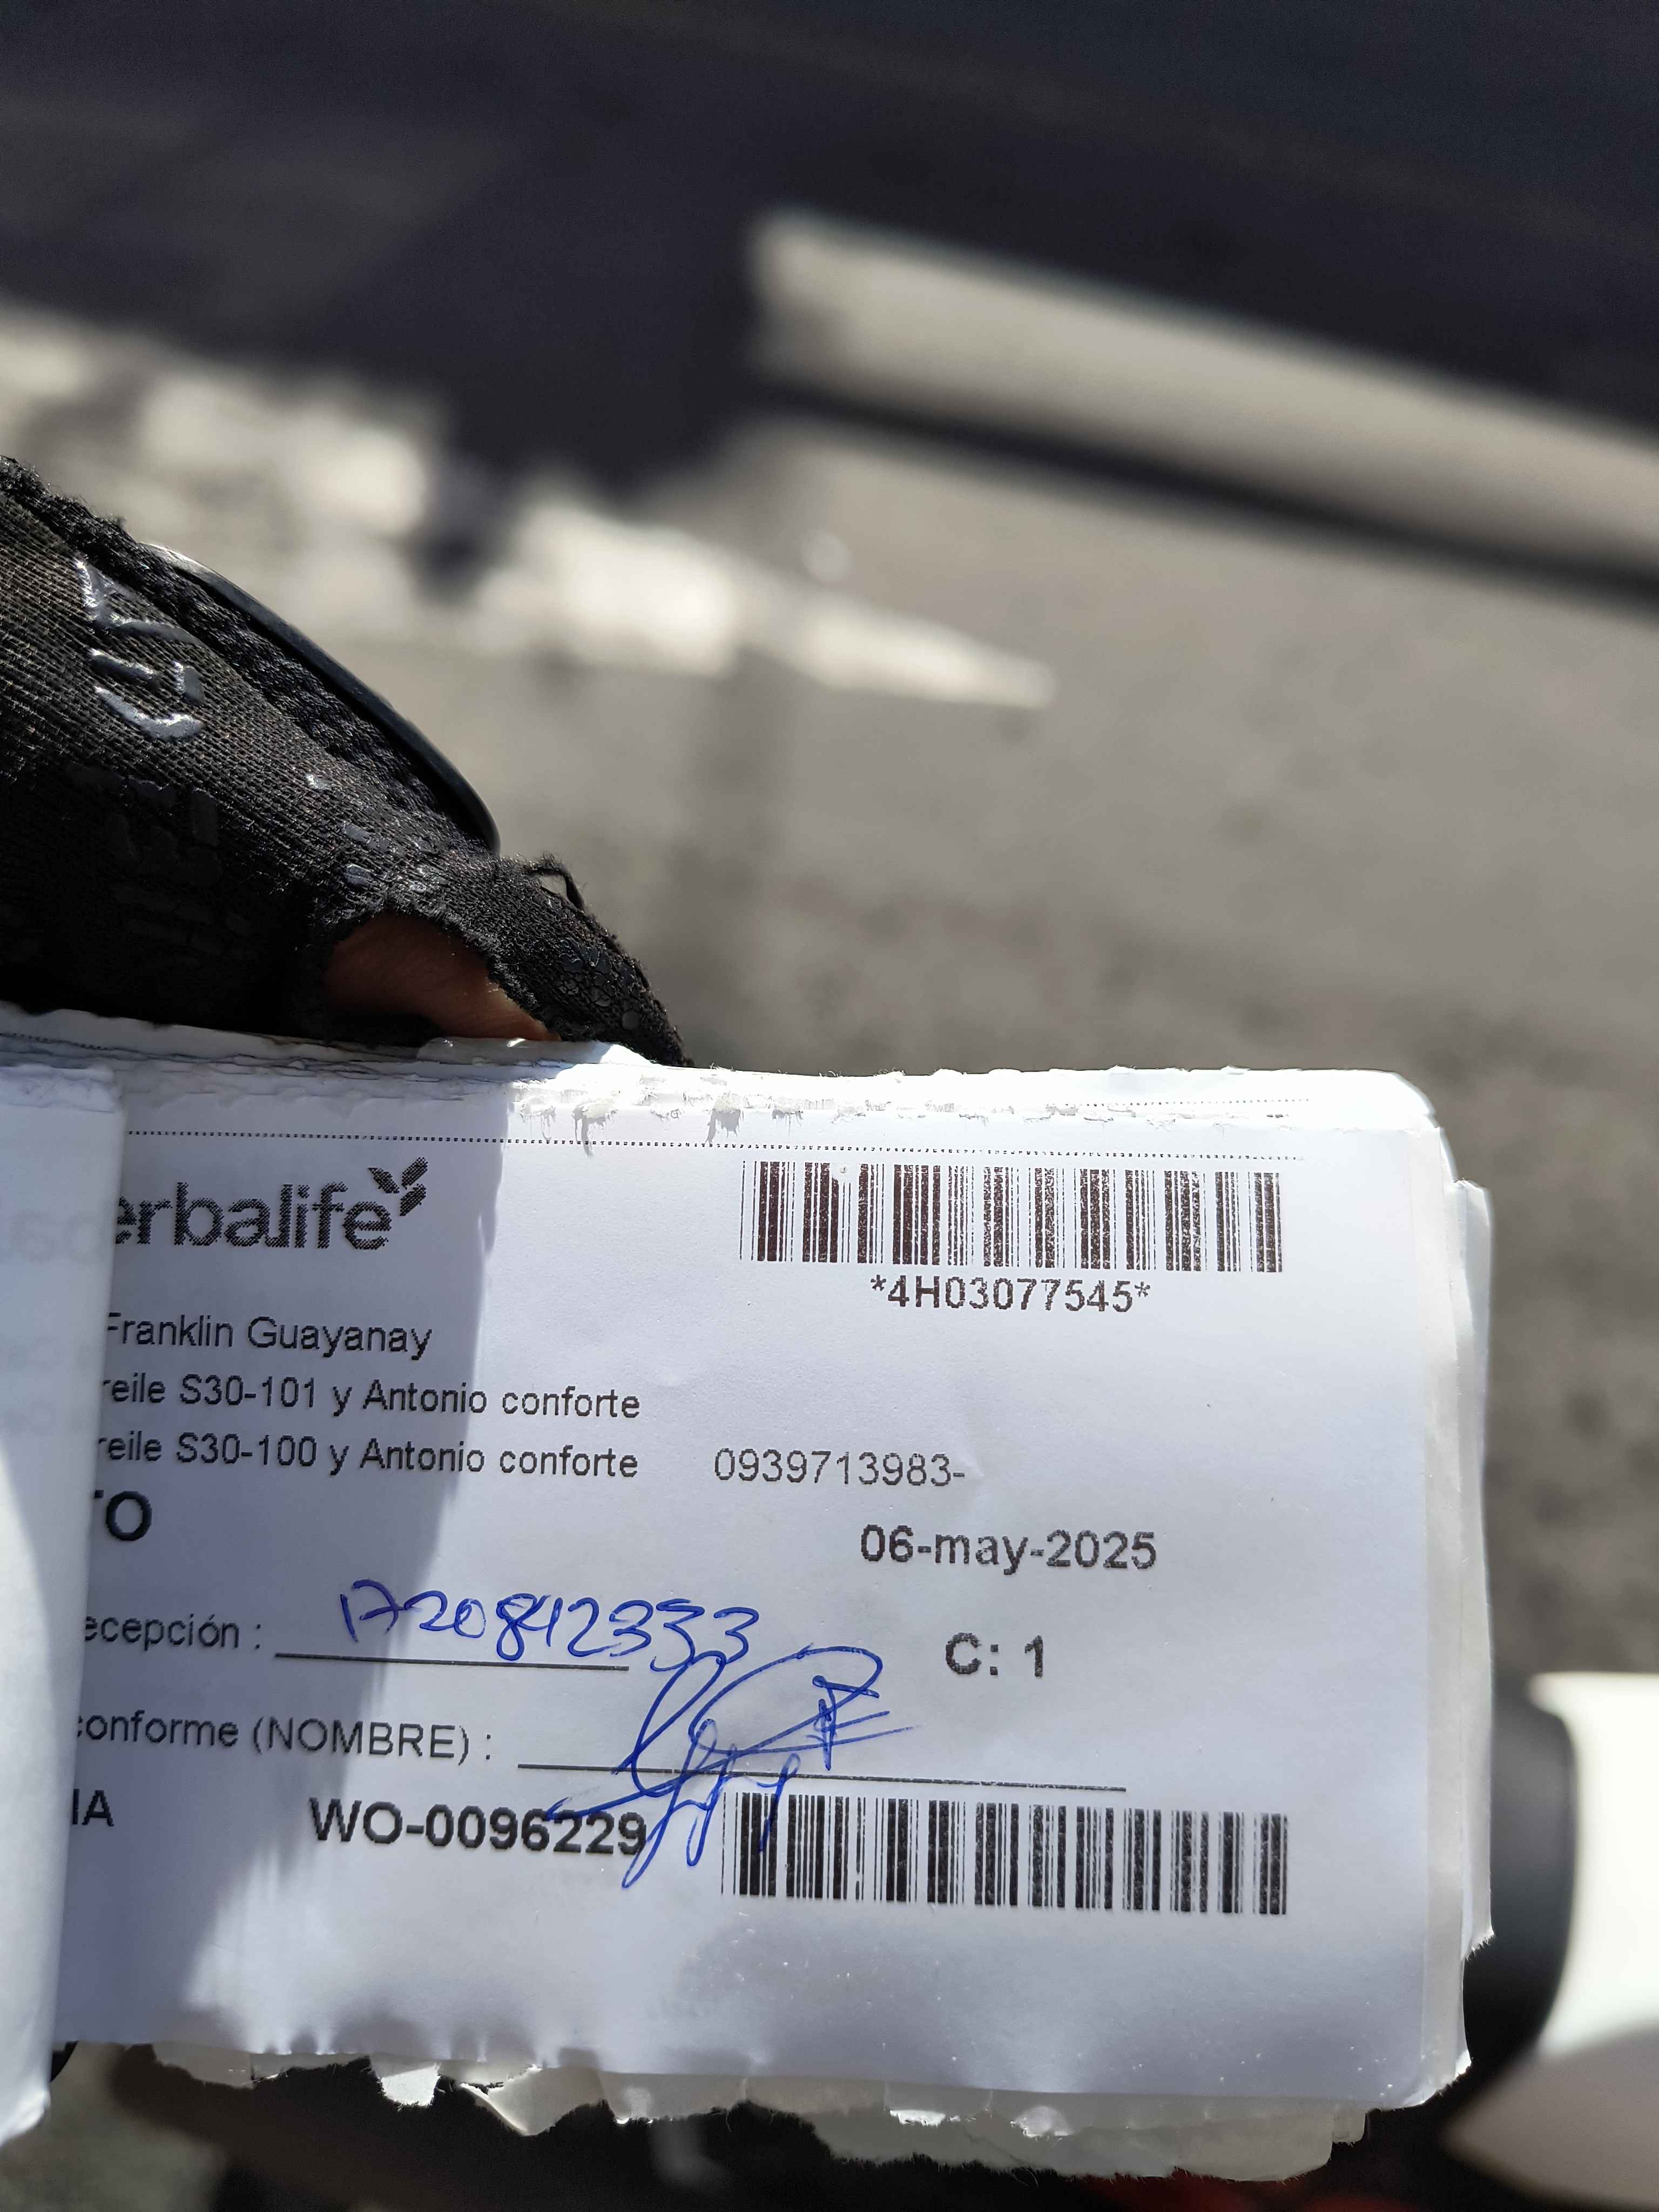 erbalife
*4H03077545*
Franklin Guayanay
reile S30-101 y Antonio conforte
reile S30-100 y Antonio conforte 0939713983-
TO
06-may-2025
ecepción : 1720842333
C: 1
conforme (NOMBRE) :
IA WO-0096229